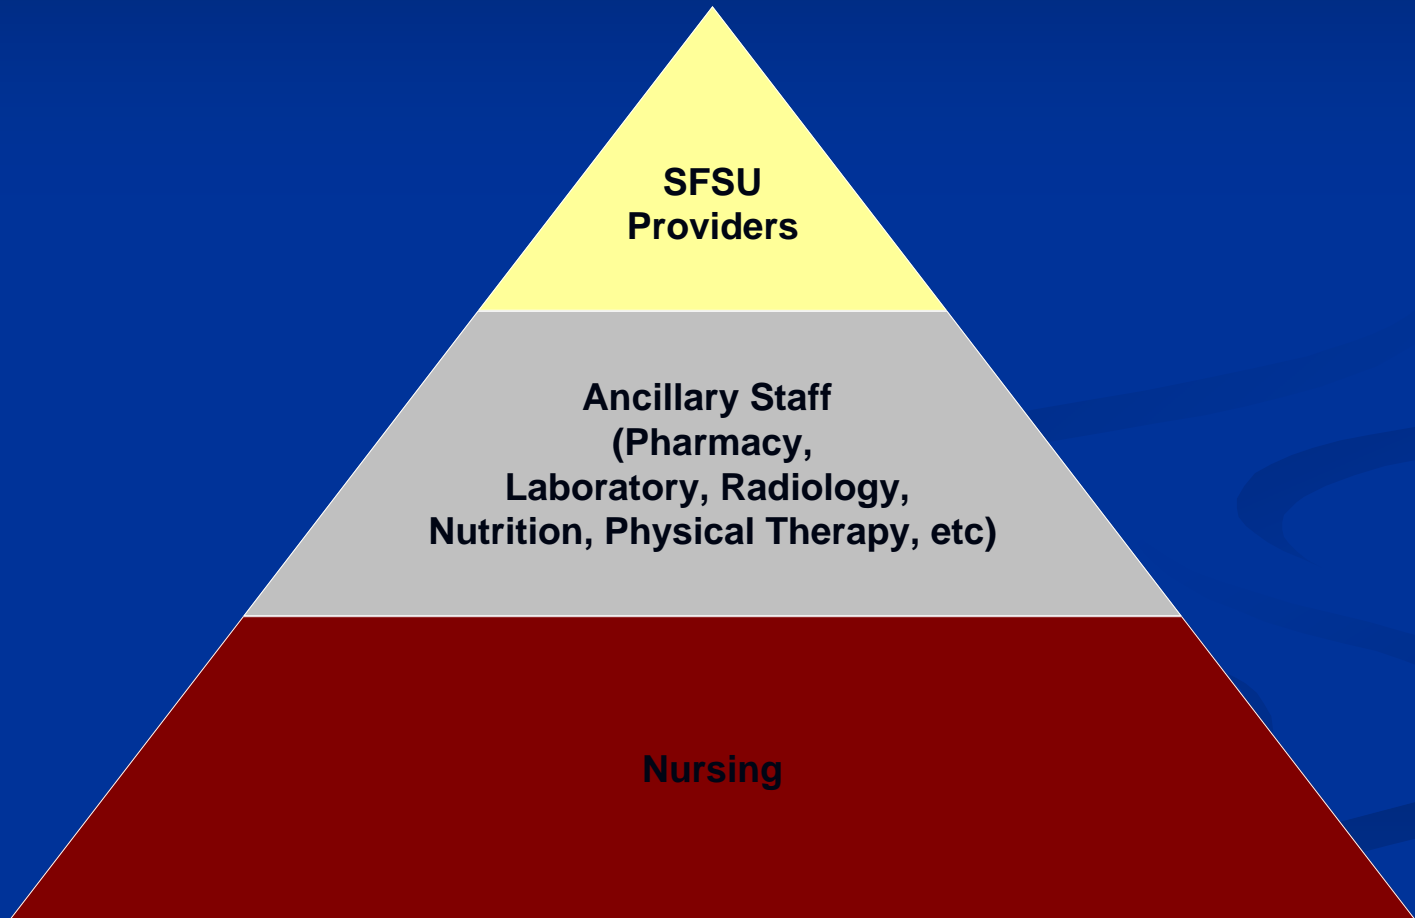 SFSU
Providers
Ancillary Staff
(Pharmacy,
Laboratory, Radiology,
Nutrition, Physical Therapy, etc)
Nursing